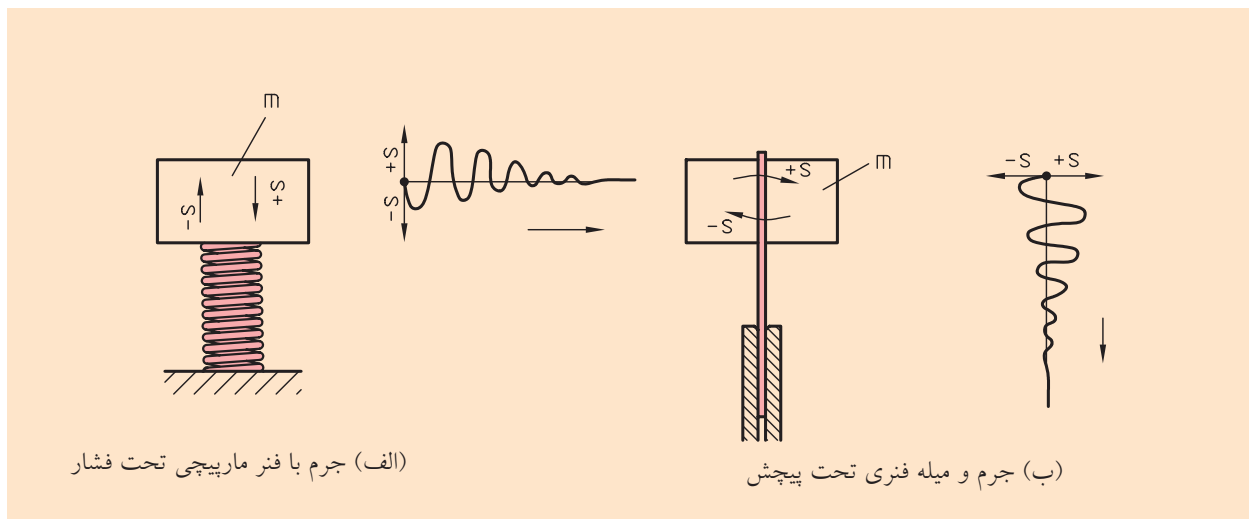 m
+S
-S
-S
+S
(الف) جرم با فنر مارپیچی تحت فشار
m
+S
-S
-S +S
(ب) جرم و میله فنری تحت پیچش